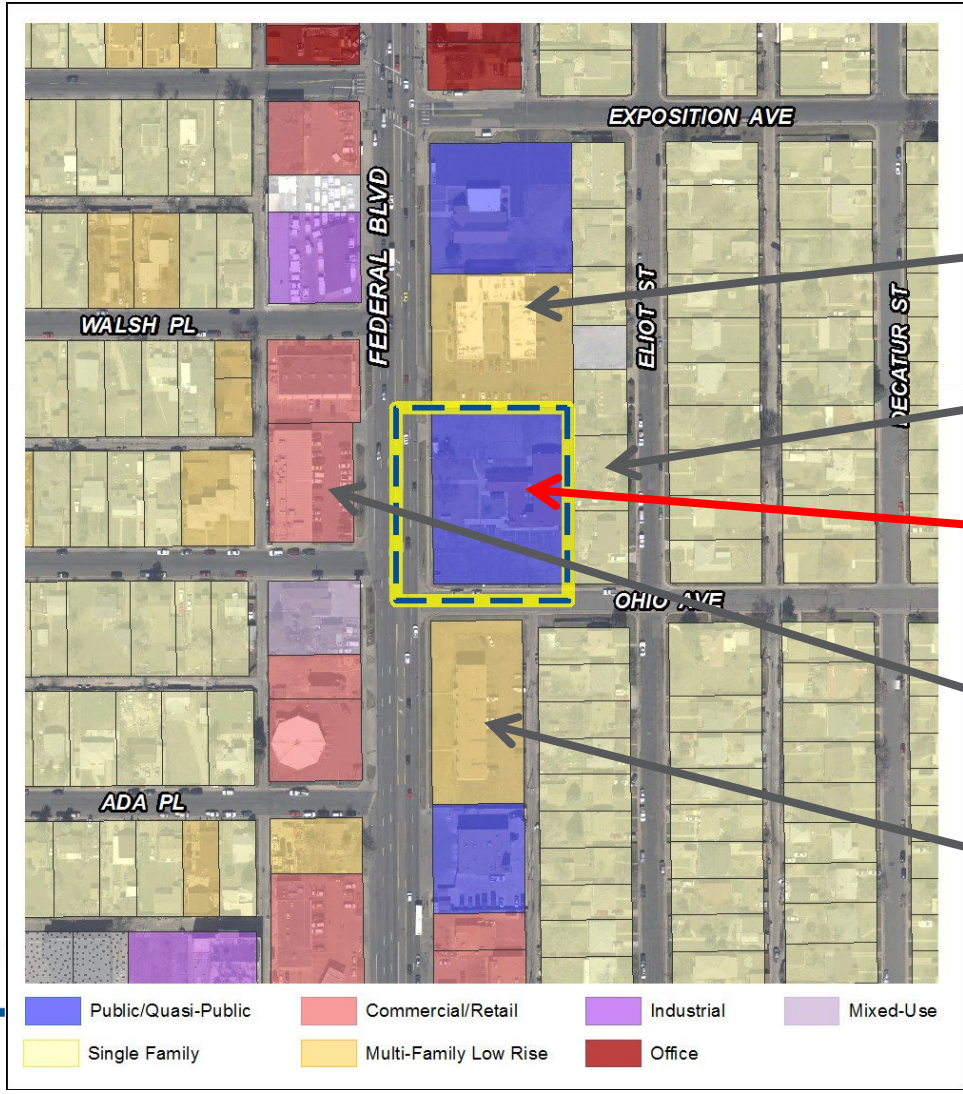 EXPOSITION AVE
FEDERAL BLVD
ELIOT ST
DECATUR ST
WALSH PL
OHIO AVE
ADA PL
Public/Quasi-Public
Commercial/Retail
Industrial
Mixed-Use
Single Family
Multi-Family Low Rise
Office